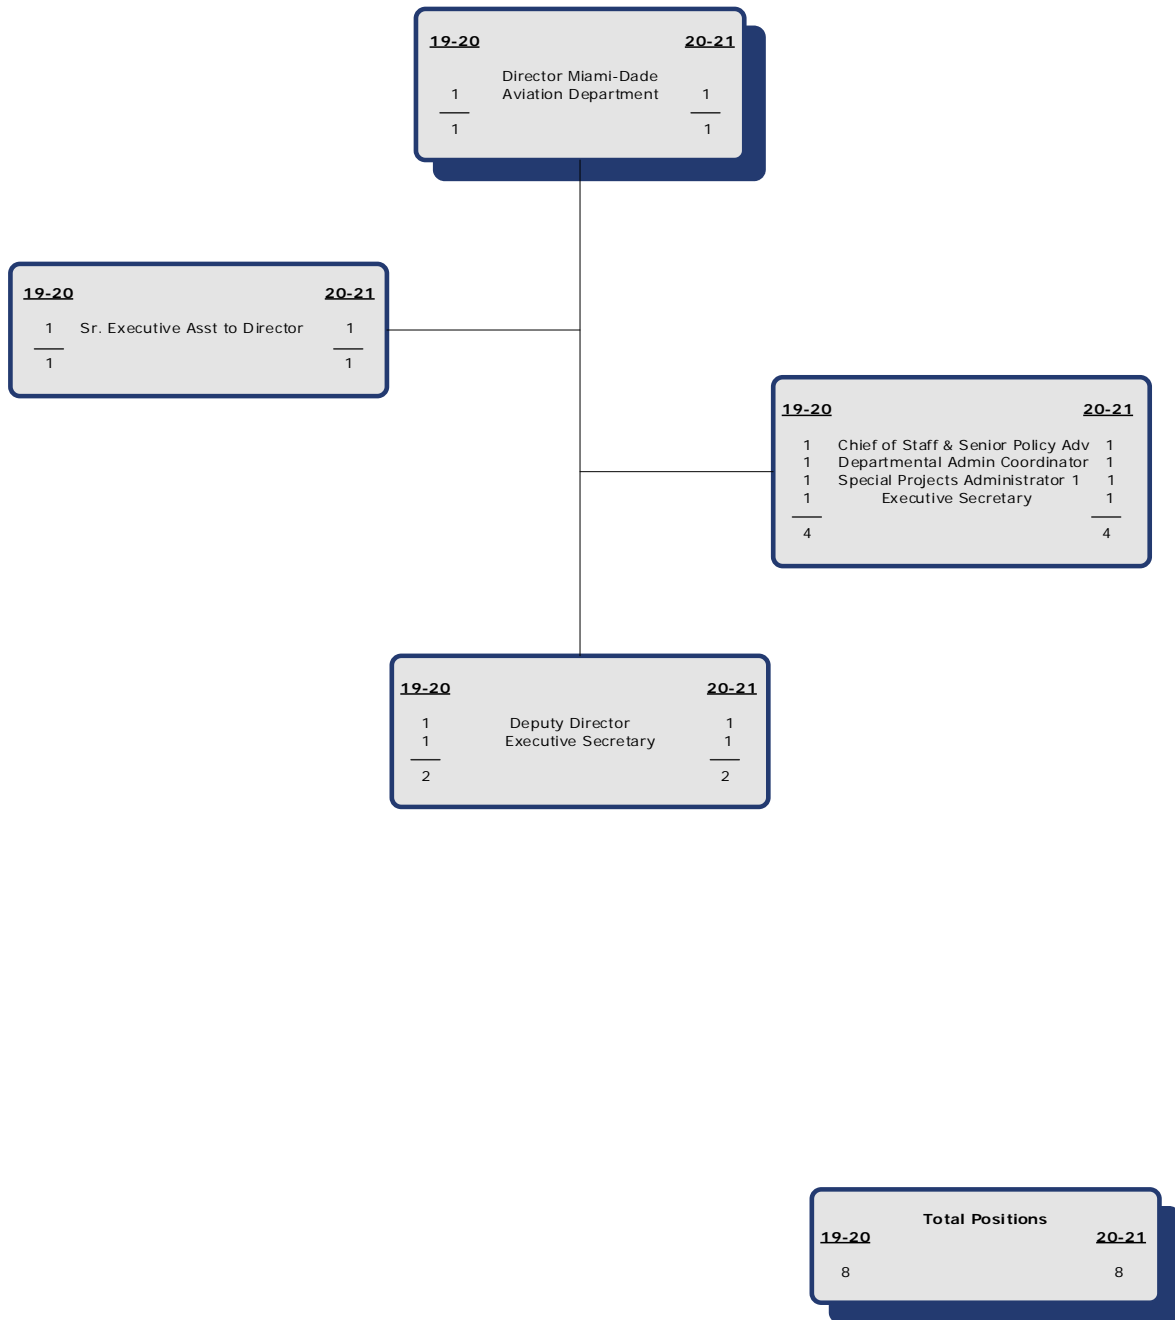 19-20 20-21
Director Miami-Dade
1 Aviation Department 1
1 1
19-20 20-21
1 Sr. Executive Asst to Director 1
1 1
19-20 20-21
1 Chief of Staff & Senior Policy Adv 1
1 Departmental Admin Coordinator 1
1 Special Projects Administrator 1 1
1 Executive Secretary 1
4 4
19-20 20-21
1 Deputy Director 1
1 Executive Secretary 1
2 2
Total Positions
19-20 20-21
8 8